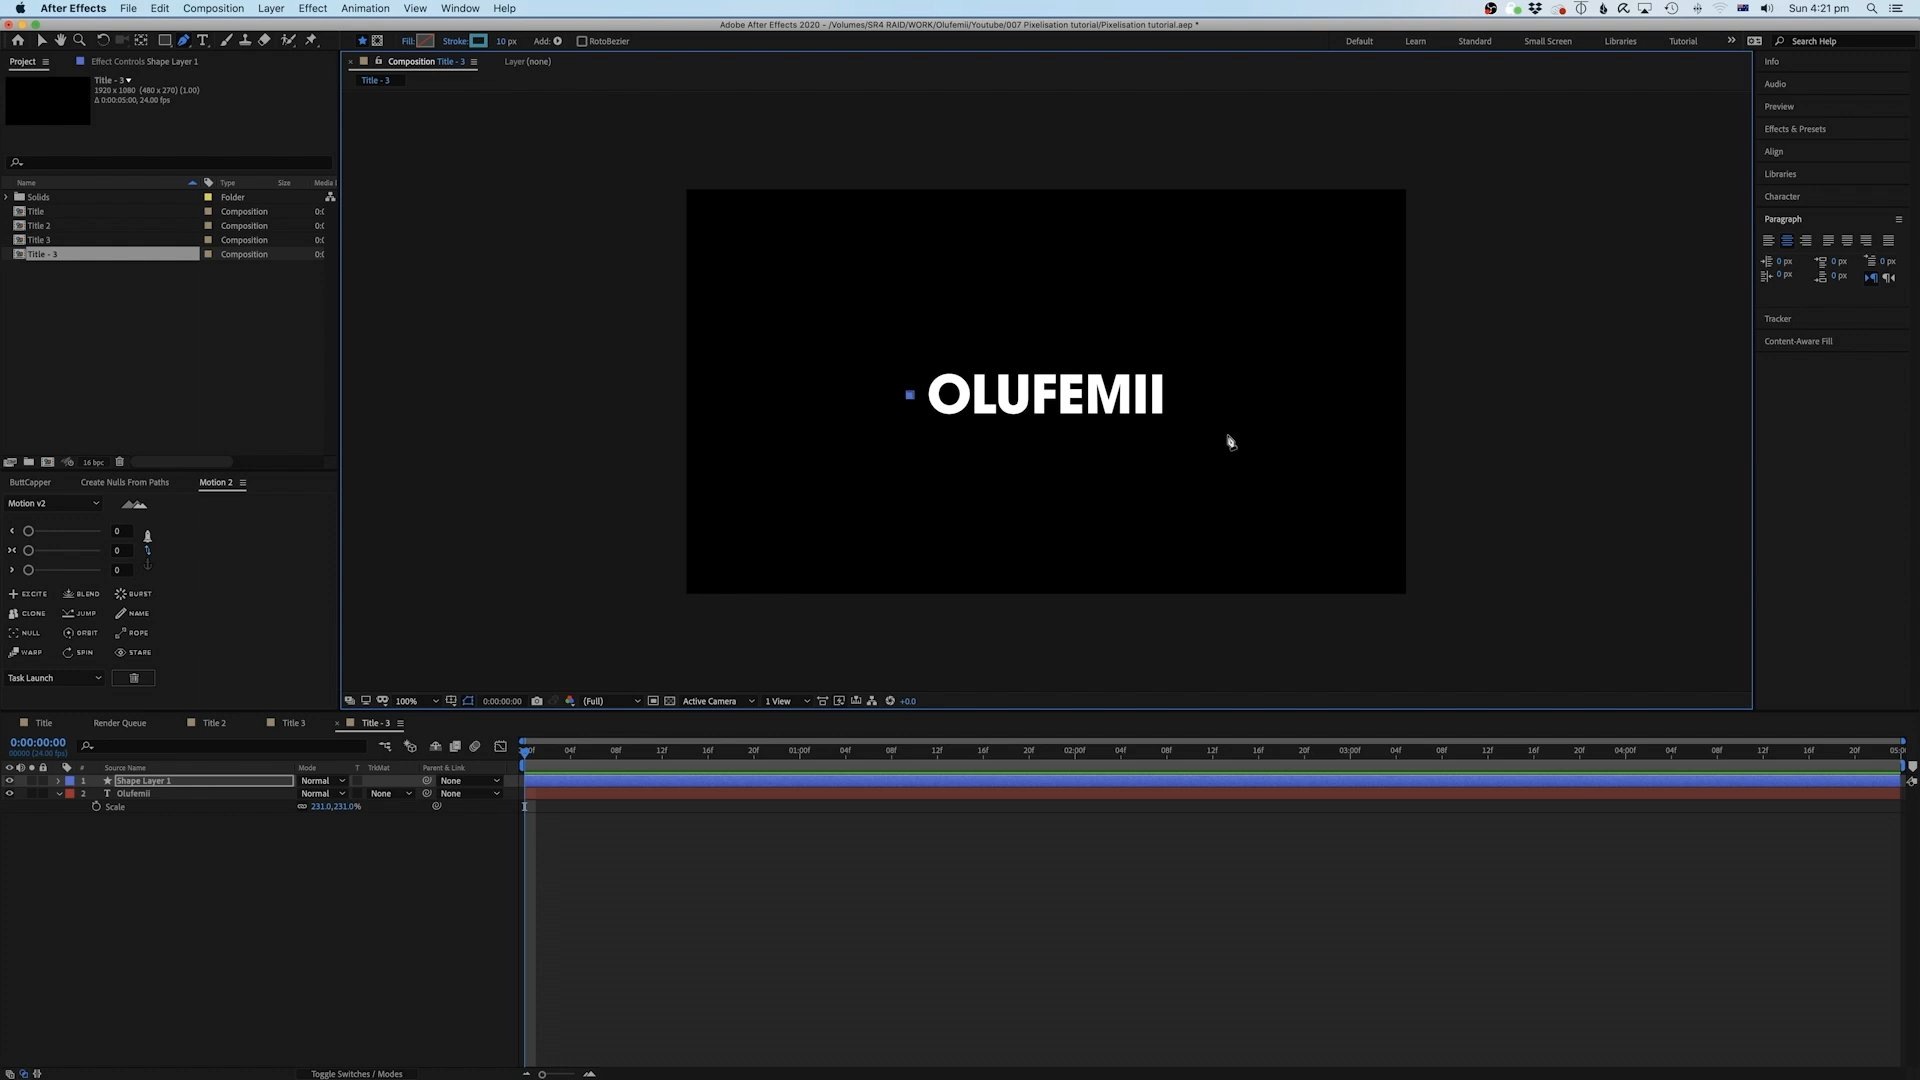 After Effects File Edit Composition Layer Effect Animation View Window Help Sun 4:21 pm
Adobe After Effects 2020 - /Volumes/SR4 RAID/WORK/Olufemii/Youtube/007 Pixelisation tutorial/Pixelisation tutorial.aep *
Fill: Stroke: 10 px Add: RotoBezier Default Learn Standard Small Screen Libraries Tutorial Search Help
Project Effect Controls Shape Layer 1 Composition Title - 3 Layer (none) Info
Title - 3
Title - 3
1920 x 1080 (480 x 270) (1.00)
Δ 0:00:05:00, 24.00 fps
Audio
Preview
Effects & Presets
Align
Libraries
Character
Paragraph
0 px 0 px 0 px
0 px 0 px
Tracker
Content-Aware Fill
Name Type Size Media
Solids Folder
Title Composition 0:
Title 2 Composition 0:
Title 3 Composition 0:
Title - 3 Composition 0:
OLUFEMII
16 bpc
ButtCapper Create Nulls From Paths Motion 2
Motion v2
0
0
0
EXCITE BLEND BURST
CLONE JUMP NAME
NULL ORBIT ROPE
WARP SPIN STARE
Task Launch
100% 0:00:00:00 (Full) Active Camera 1 View +0.0
Title Render Queue Title 2 Title 3 Title - 3
0:00:00:00
00000 (24.00 fps)
:00f 04f 08f 12f 16f 20f 01:00f 04f 08f 12f 16f 20f 02:00f 04f 08f 12f 16f 20f 03:00f 04f 08f 12f 16f 20f 04:00f 04f 08f 12f 16f 20f 05:0
# Source Name Mode T TrkMat Parent & Link
1 Shape Layer 1 Normal None
2 T Olufemii Normal None None
Scale 231.0,231.0%
Toggle Switches / Modes